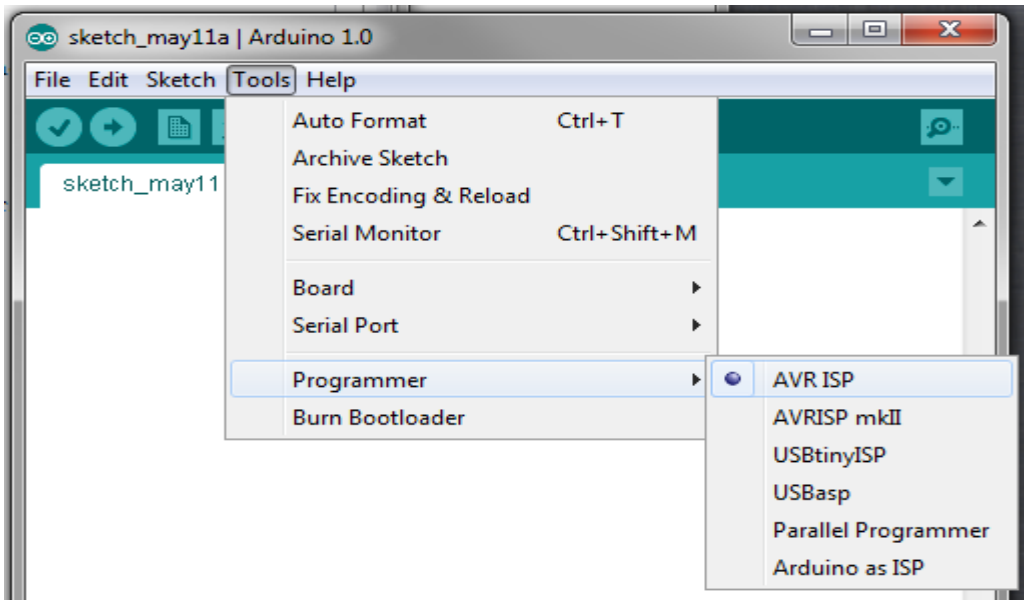 sketch_may11a | Arduino 1.0
File Edit Sketch Tools Help
sketch_may11
Auto Format Ctrl+T
Archive Sketch
Fix Encoding & Reload
Serial Monitor Ctrl+Shift+M
Board
Serial Port
Programmer
Burn Bootloader
AVR ISP
AVRISP mkII
USBtinyISP
USBasp
Parallel Programmer
Arduino as ISP